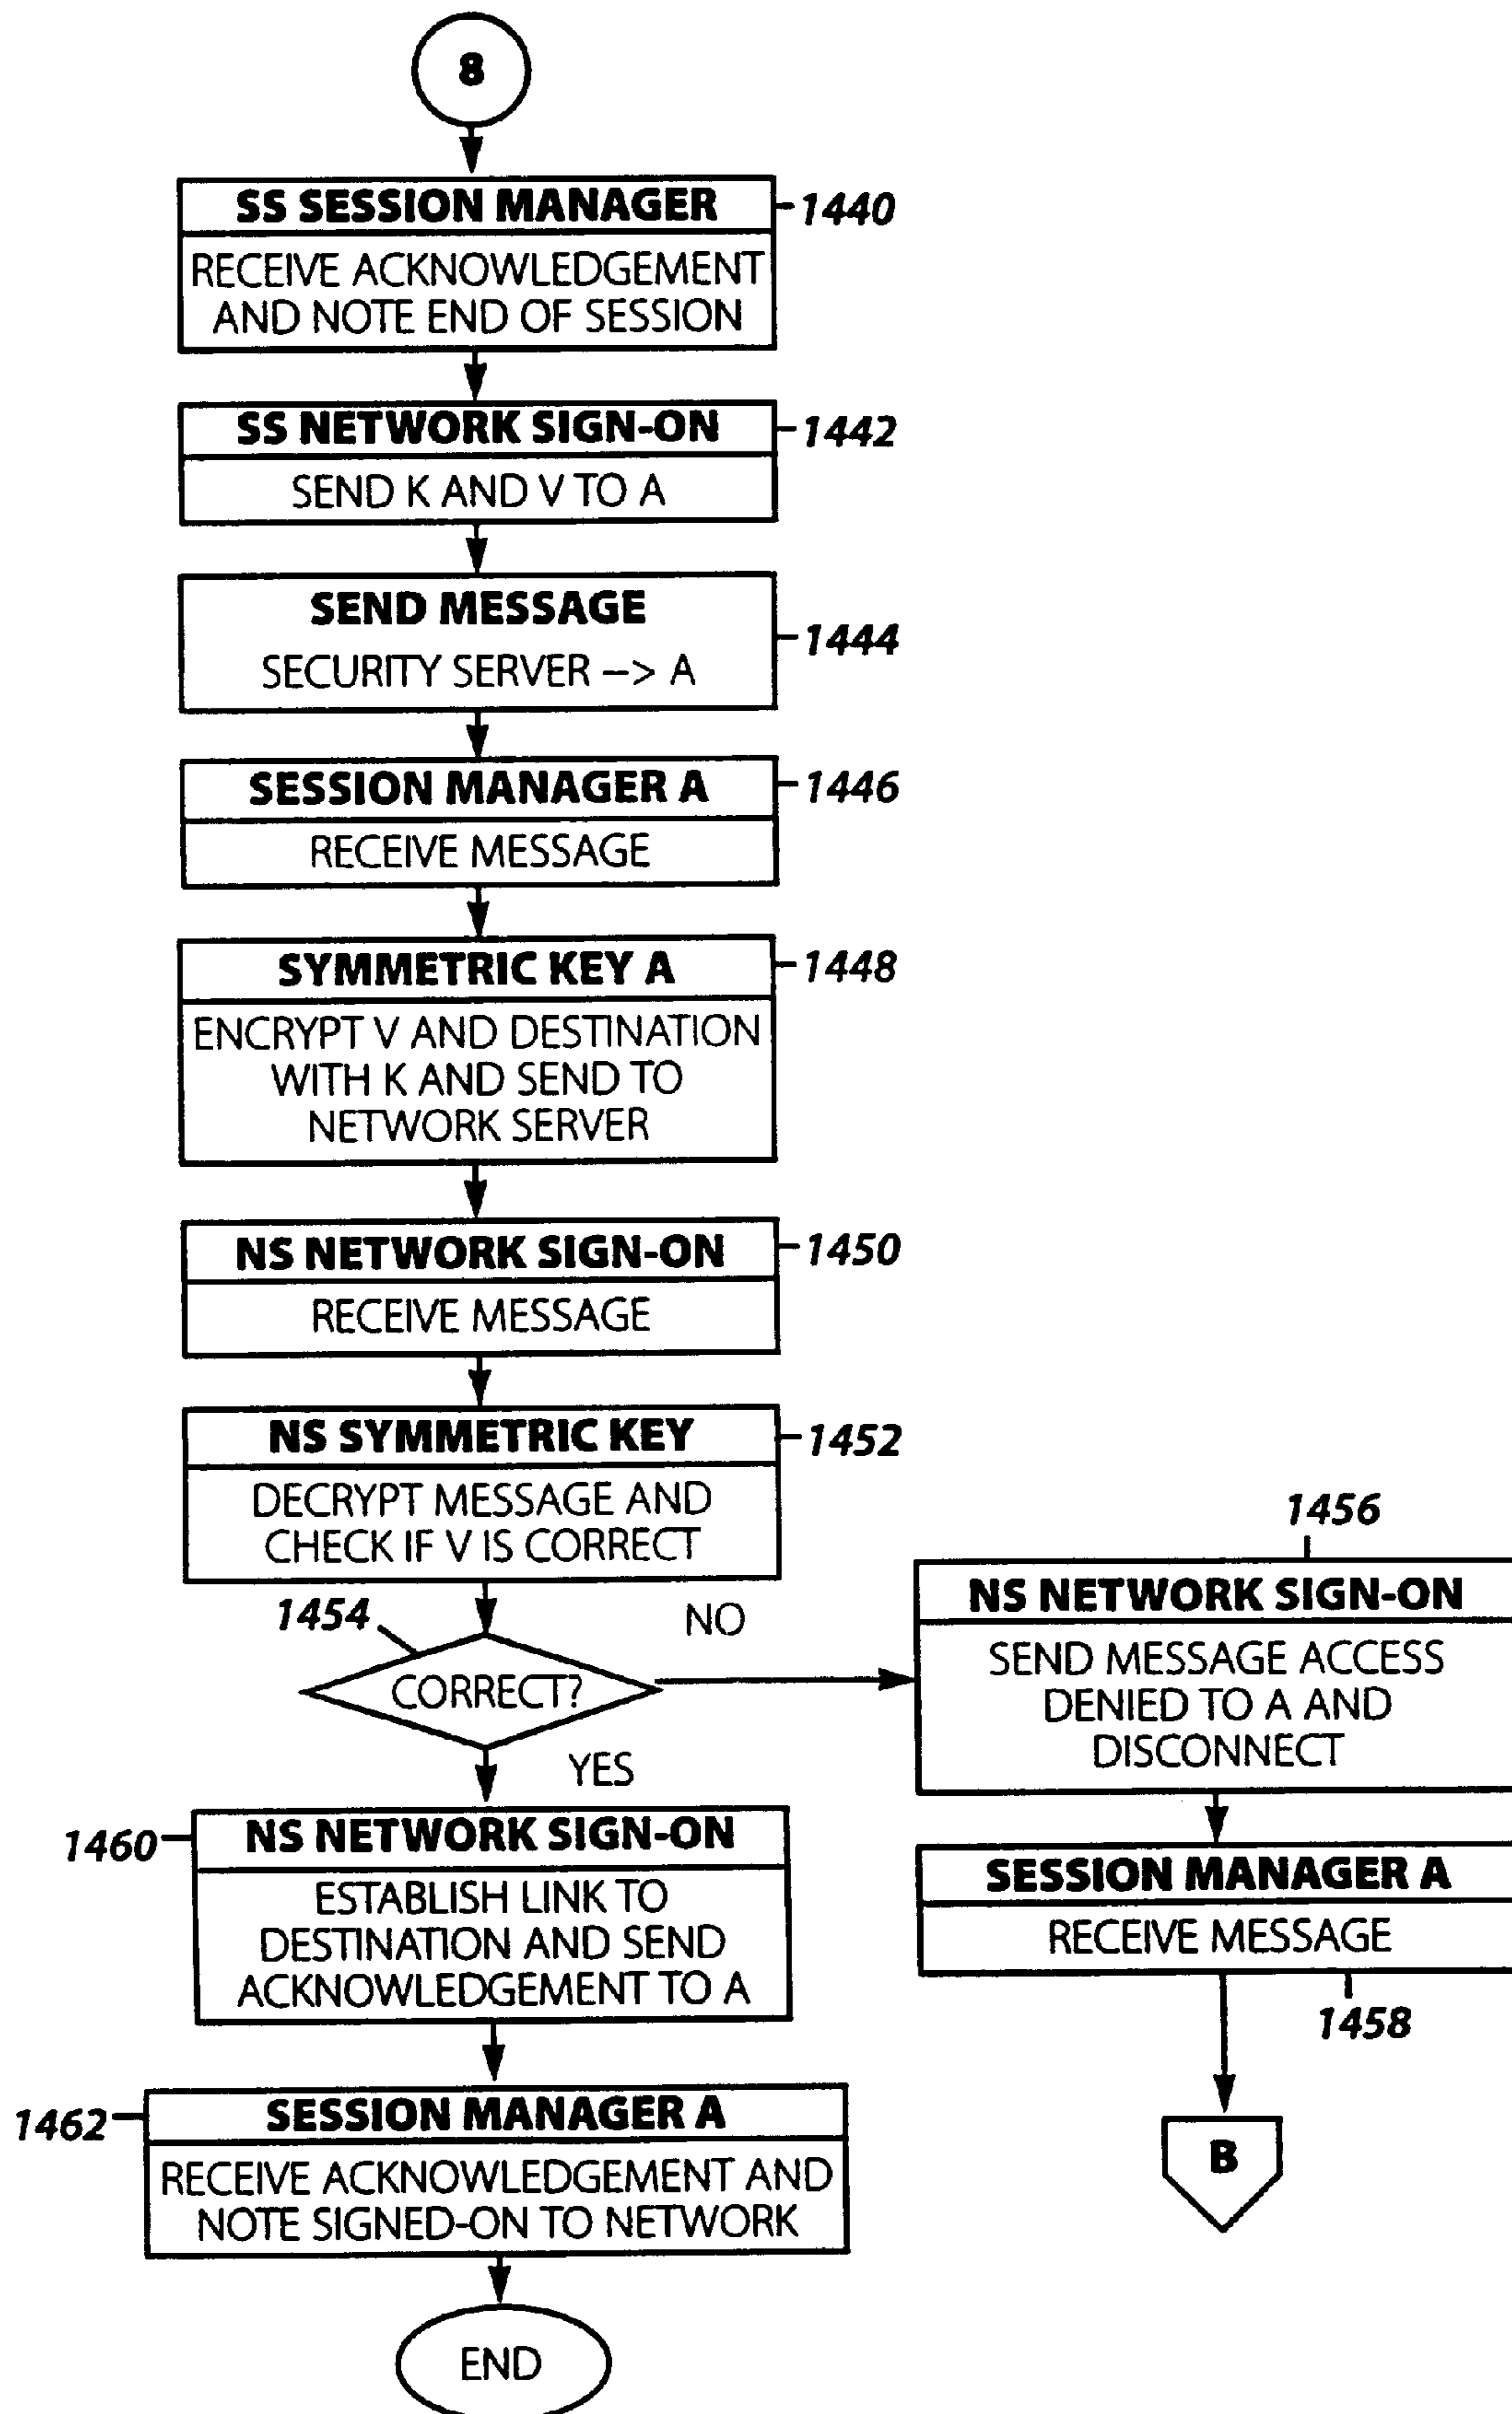 8
SS SESSION MANAGER
1440
RECEIVE ACKNOWLEDGEMENT
AND NOTE END OF SESSION
SS NETWORK SIGN-ON
1442
SEND K AND V TO A
SEND MESSAGE
1444
SECURITY SERVER --> A
SESSION MANAGER A
1446
RECEIVE MESSAGE
SYMMETRIC KEY A
1448
ENCRYPT V AND DESTINATION
WITH K AND SEND TO
NETWORK SERVER
NS NETWORK SIGN-ON
1450
RECEIVE MESSAGE
NS SYMMETRIC KEY
1452
DECRYPT MESSAGE AND
CHECK IF V IS CORRECT
1454
CORRECT?
NO
YES
1456
NS NETWORK SIGN-ON
SEND MESSAGE ACCESS
DENIED TO A AND
DISCONNECT
SESSION MANAGER A
RECEIVE MESSAGE
1458
B
1460
NS NETWORK SIGN-ON
ESTABLISH LINK TO
DESTINATION AND SEND
ACKNOWLEDGEMENT TO A
1462
SESSION MANAGER A
RECEIVE ACKNOWLEDGEMENT AND
NOTE SIGNED-ON TO NETWORK
END